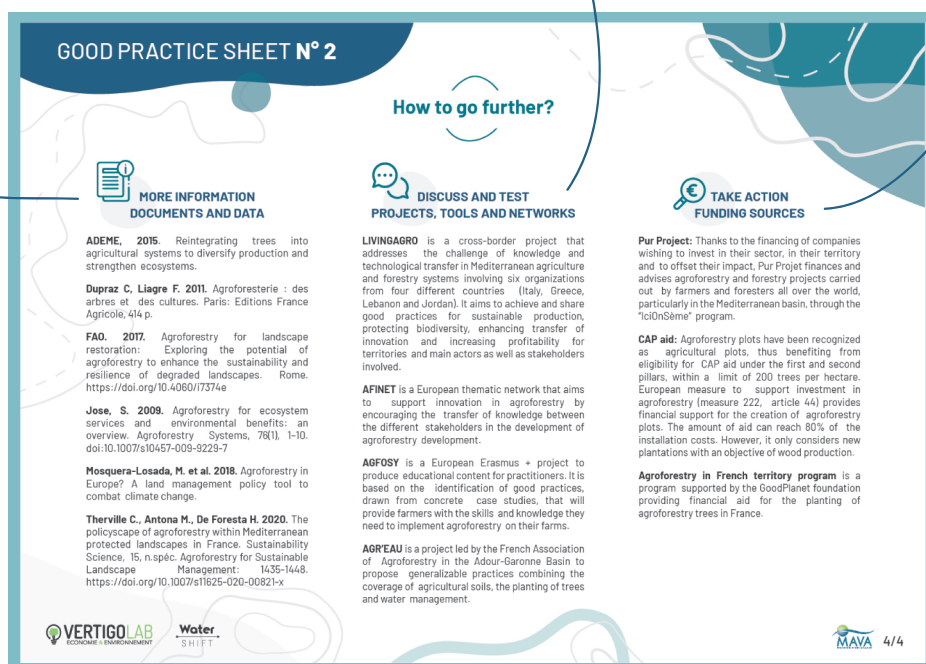 GOOD PRACTICE SHEET N° 2
How to go further?
MORE INFORMATION
DOCUMENTS AND DATA
ADEME, 2015. Reintegrating trees into
agricultural systems to diversify production and
strengthen ecosystems.
Dupraz C, Liagre F. 2011. Agroforesterie : des
arbres et des cultures. Paris: Editions France
Agricole, 414 p.
FAO. 2017. Agroforestry for landscape
restoration: Exploring the potential of
agroforestry to enhance the sustainability and
resilience of degraded landscapes. Rome.
https://doi.org/10.4060/i7374e
Jose, S. 2009. Agroforestry for ecosystem
services and environmental benefits: an
overview. Agroforestry Systems, 76(1), 1-10.
doi:10.1007/s10457-009-9229-7
Mosquera-Losada, M. et al. 2018. Agroforestry in
Europe? A land management policy tool to
combat climate change.
Therville C., Antona M., De Foresta H. 2020. The
policyscape of agroforestry within Mediterranean
protected landscapes in France. Sustainability
Science, 15, n.spéc. Agroforestry for Sustainable
Landscape Management: 1435-1448.
https://doi.org/10.1007/s11625-020-00821-x
DISCUSS AND TEST
PROJECTS, TOOLS AND NETWORKS
LIVINGAGRO is a cross-border project that
addresses the challenge of knowledge and
technological transfer in Mediterranean agriculture
and forestry systems involving six organizations
from four different countries (Italy, Greece,
Lebanon and Jordan). It aims to achieve and share
good practices for sustainable production,
protecting biodiversity, enhancing transfer of
innovation and increasing profitability for
territories and main actors as well as stakeholders
involved.
AFINET is a European thematic network that aims
to support innovation in agroforestry by
encouraging the transfer of knowledge between
the different stakeholders in the development of
agroforestry development.
AGFOSY is a European Erasmus + project to
produce educational content for practitioners. It is
based on the identification of good practices,
drawn from concrete case studies, that will
provide farmers with the skills and knowledge they
need to implement agroforestry on their farms.
AGR'EAU is a project led by the French Association
of Agroforestry in the Adour-Garonne Basin to
propose generalizable practices combining the
coverage of agricultural soils, the planting of trees
and water management.
TAKE ACTION
FUNDING SOURCES
Pur Project: Thanks to the financing of companies
wishing to invest in their sector, in their territory
and to offset their impact, Pur Projet finances and
advises agroforestry and forestry projects carried
out by farmers and foresters all over the world,
particularly in the Mediterranean basin, through the
"IciOnSème" program.
CAP aid: Agroforestry plots have been recognized
as agricultural plots, thus benefiting from
eligibility for CAP aid under the first and second
pillars, within a limit of 200 trees per hectare.
European measure to support investment in
agroforestry (measure 222, article 44) provides
financial support for the creation of agroforestry
plots. The amount of aid can reach 80% of the
installation costs. However, it only considers new
plantations with an objective of wood production.
Agroforestry in French territory program is a
program supported by the GoodPlanet foundation
providing financial aid for the planting of
agroforestry trees in France.
VERTIGOLAB
ECONOMIE & ENVIRONNEMENT
Water
SHIFT
MAVA
4/4